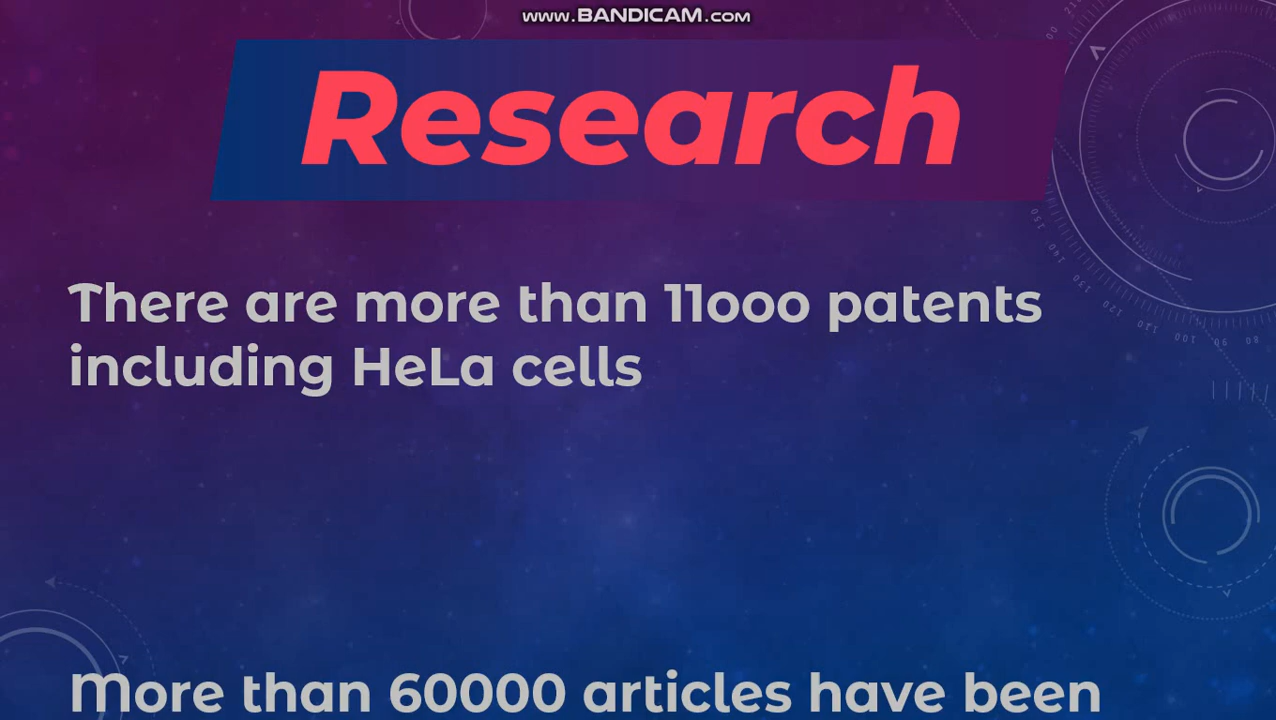 www.BANDICAM.com
Research
There are more than 11ooo patents
including HeLa cells
More than 60000 articles have been